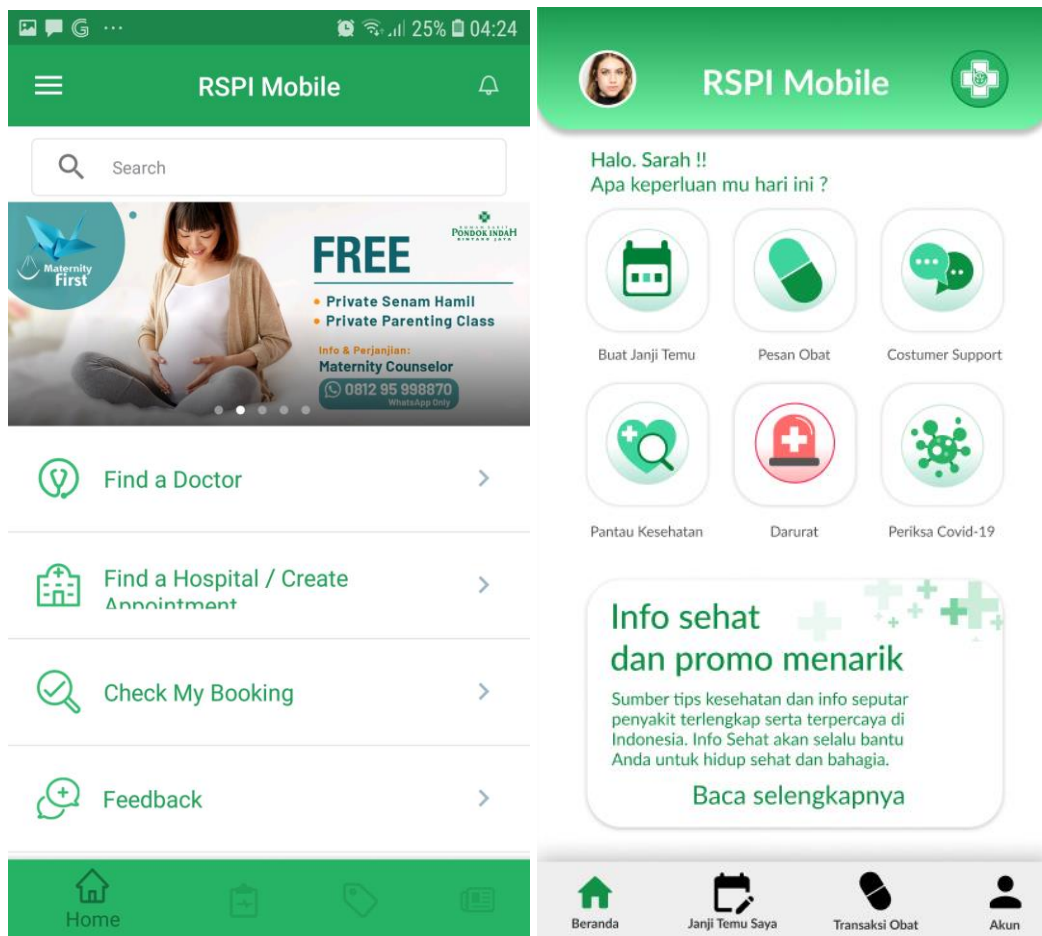 25% 04:24
RSPI Mobile
Search
Maternity
First
PONDOK INDAH
BINTARO JAYA
FREE
Private Senam Hamil
Private Parenting Class
Info & Perjanjian:
Maternity Counselor
0812 95 998870
WhatsApp Only
Find a Doctor
Find a Hospital / Create
Appointment
Check My Booking
Feedback
Home
RSPI Mobile
Halo. Sarah !!
Apa keperluan mu hari ini ?
Buat Janji Temu
Pesan Obat
Costumer Support
Pantau Kesehatan
Darurat
Periksa Covid-19
Info sehat
dan promo menarik
Sumber tips kesehatan dan info seputar
penyakit terlengkap serta terpercaya di
Indonesia. Info Sehat akan selalu bantu
Anda untuk hidup sehat dan bahagia.
Baca selengkapnya
Beranda
Janji Temu Saya
Transaksi Obat
Akun